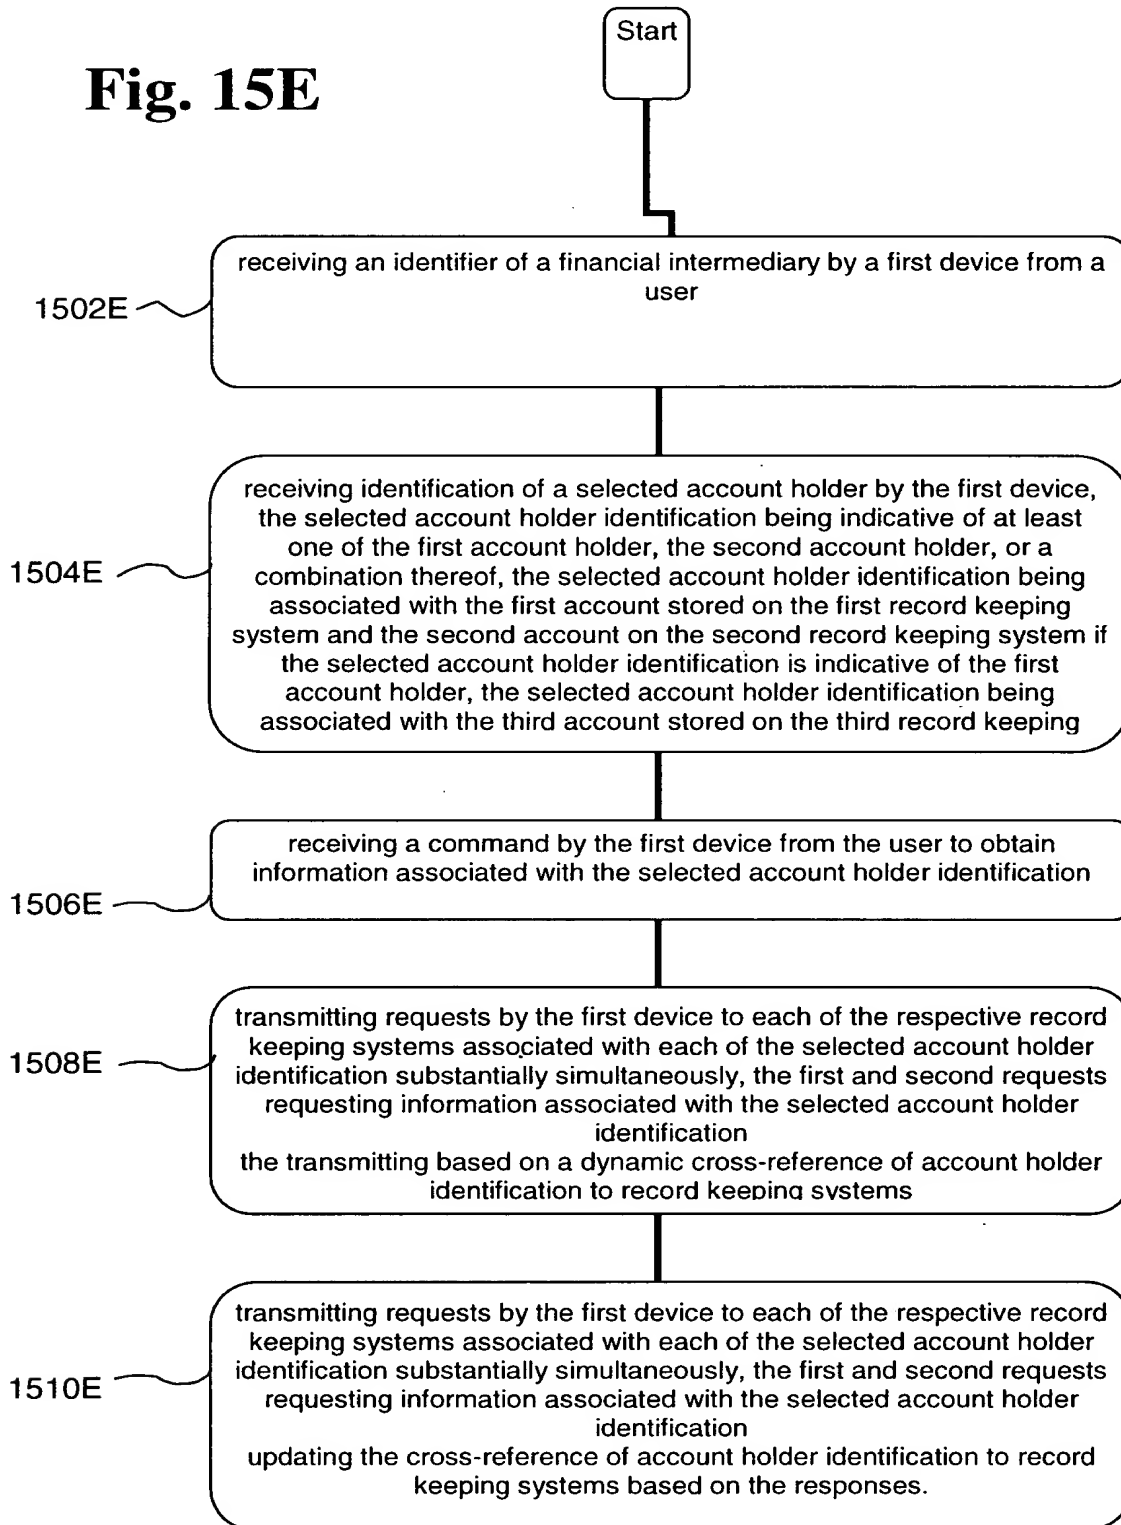 Start
Fig. 15E
receiving an identifier of a financial intermediary by a first device from a
user
1502E
receiving identification of a selected account holder by the first device,
the selected account holder identification being indicative of at least
one of the first account holder, the second account holder, or a
combination thereof, the selected account holder identification being
associated with the first account stored on the first record keeping
system and the second account on the second record keeping system if
the selected account holder identification is indicative of the first
account holder, the selected account holder identification being
associated with the third account stored on the third record keeping
1504E
receiving a command by the first device from the user to obtain
information associated with the selected account holder identification
1506E
transmitting requests by the first device to each of the respective record
keeping systems associated with each of the selected account holder
identification substantially simultaneously, the first and second requests
requesting information associated with the selected account holder
identification
the transmitting based on a dynamic cross-reference of account holder
identification to record keeping systems
1508E
transmitting requests by the first device to each of the respective record
keeping systems associated with each of the selected account holder
identification substantially simultaneously, the first and second requests
requesting information associated with the selected account holder
identification
updating the cross-reference of account holder identification to record
keeping systems based on the responses.
1510E